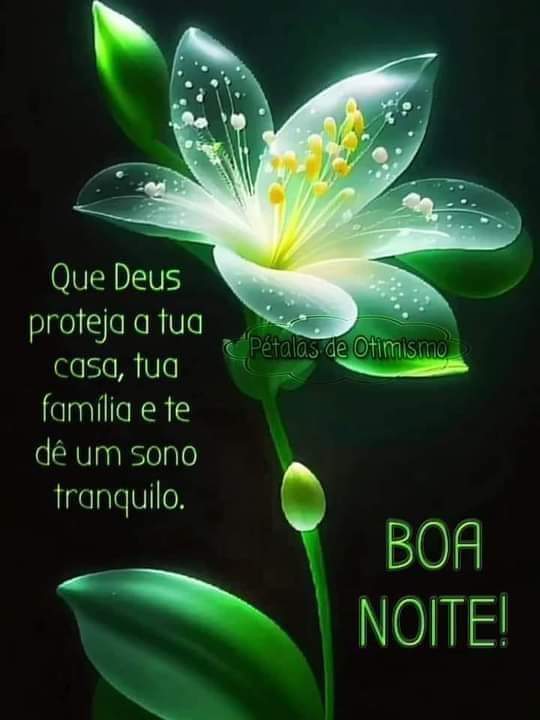 Que Deus
proteja a tua
casa, tua
família e te
dê um sono
tranquilo.
Pétalas de Otimismo
BOA
NOITE!